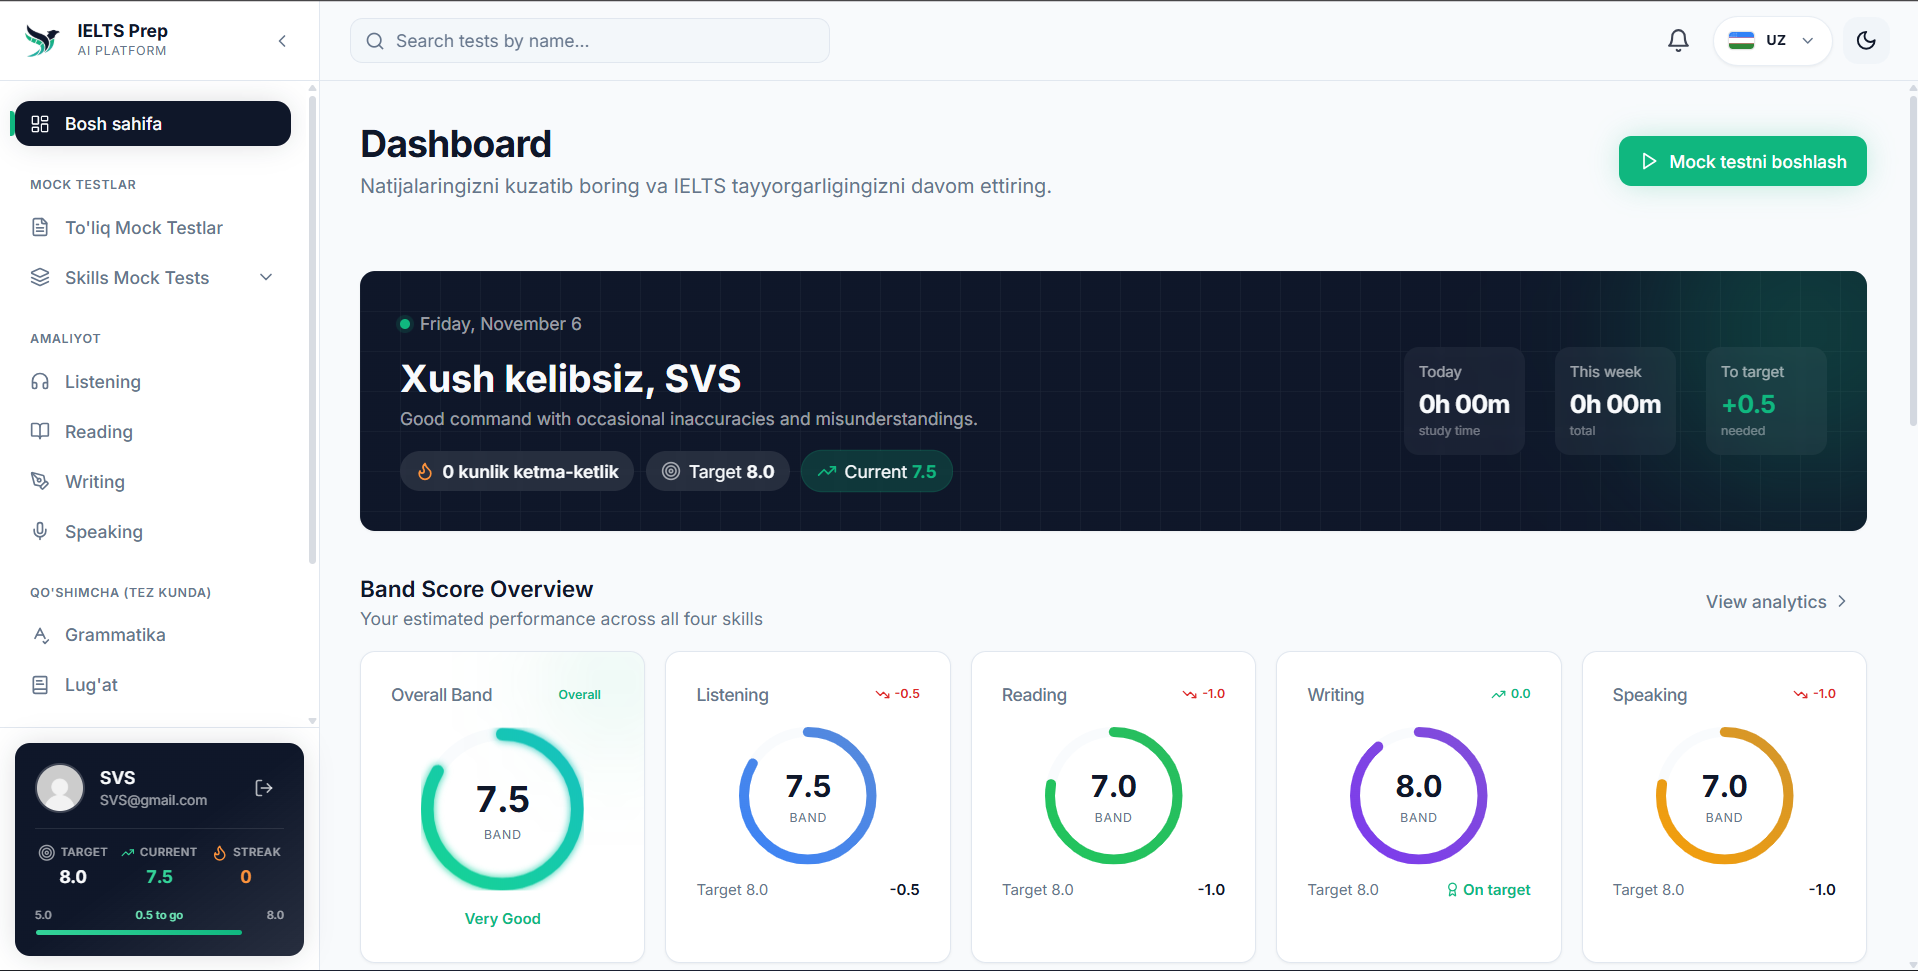 IELTS Prep
AI PLATFORM
Search tests by name...
UZ
Bosh sahifa
MOCK TESTLAR
To'liq Mock Testlar
Skills Mock Tests
AMALIYOT
Listening
Reading
Writing
Speaking
QO'SHIMCHA (TEZ KUNDA)
Grammatika
Lug'at
SVS
SVS@gmail.com
TARGET CURRENT STREAK
8.0 7.5 0
5.0 0.5 to go 8.0
Dashboard
Natijalaringizni kuzatib boring va IELTS tayyorgarligingizni davom ettiring.
Mock testni boshlash
Friday, November 6
Xush kelibsiz, SVS
Good command with occasional inaccuracies and misunderstandings.
0 kunlik ketma-ketlik Target 8.0 Current 7.5
Today
0h 00m
study time
This week
0h 00m
total
To target
+0.5
needed
Band Score Overview
Your estimated performance across all four skills
View analytics
Overall Band Overall
7.5
BAND
Very Good
Listening -0.5
7.5
BAND
Target 8.0 -0.5
Reading -1.0
7.0
BAND
Target 8.0 -1.0
Writing 0.0
8.0
BAND
Target 8.0 On target
Speaking -1.0
7.0
BAND
Target 8.0 -1.0